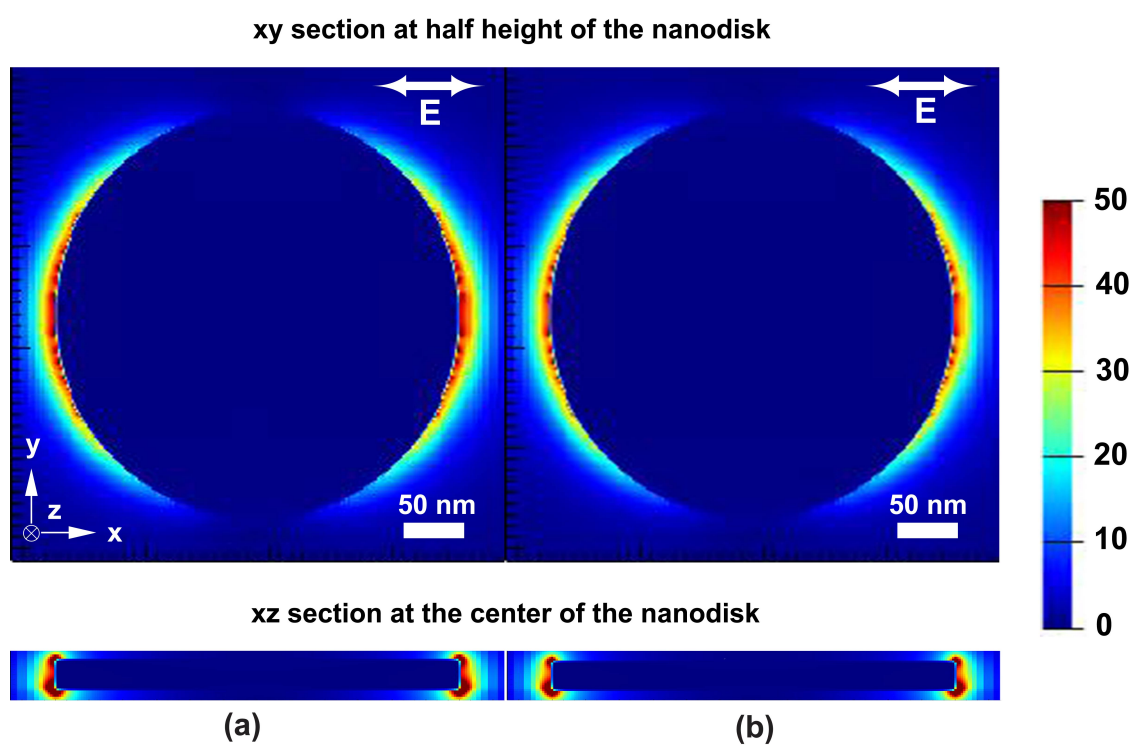 xy section at half height of the nanodisk
E
E
50
40
30
20
10
0
y
z
x
50 nm
50 nm
xz section at the center of the nanodisk
(a)
(b)